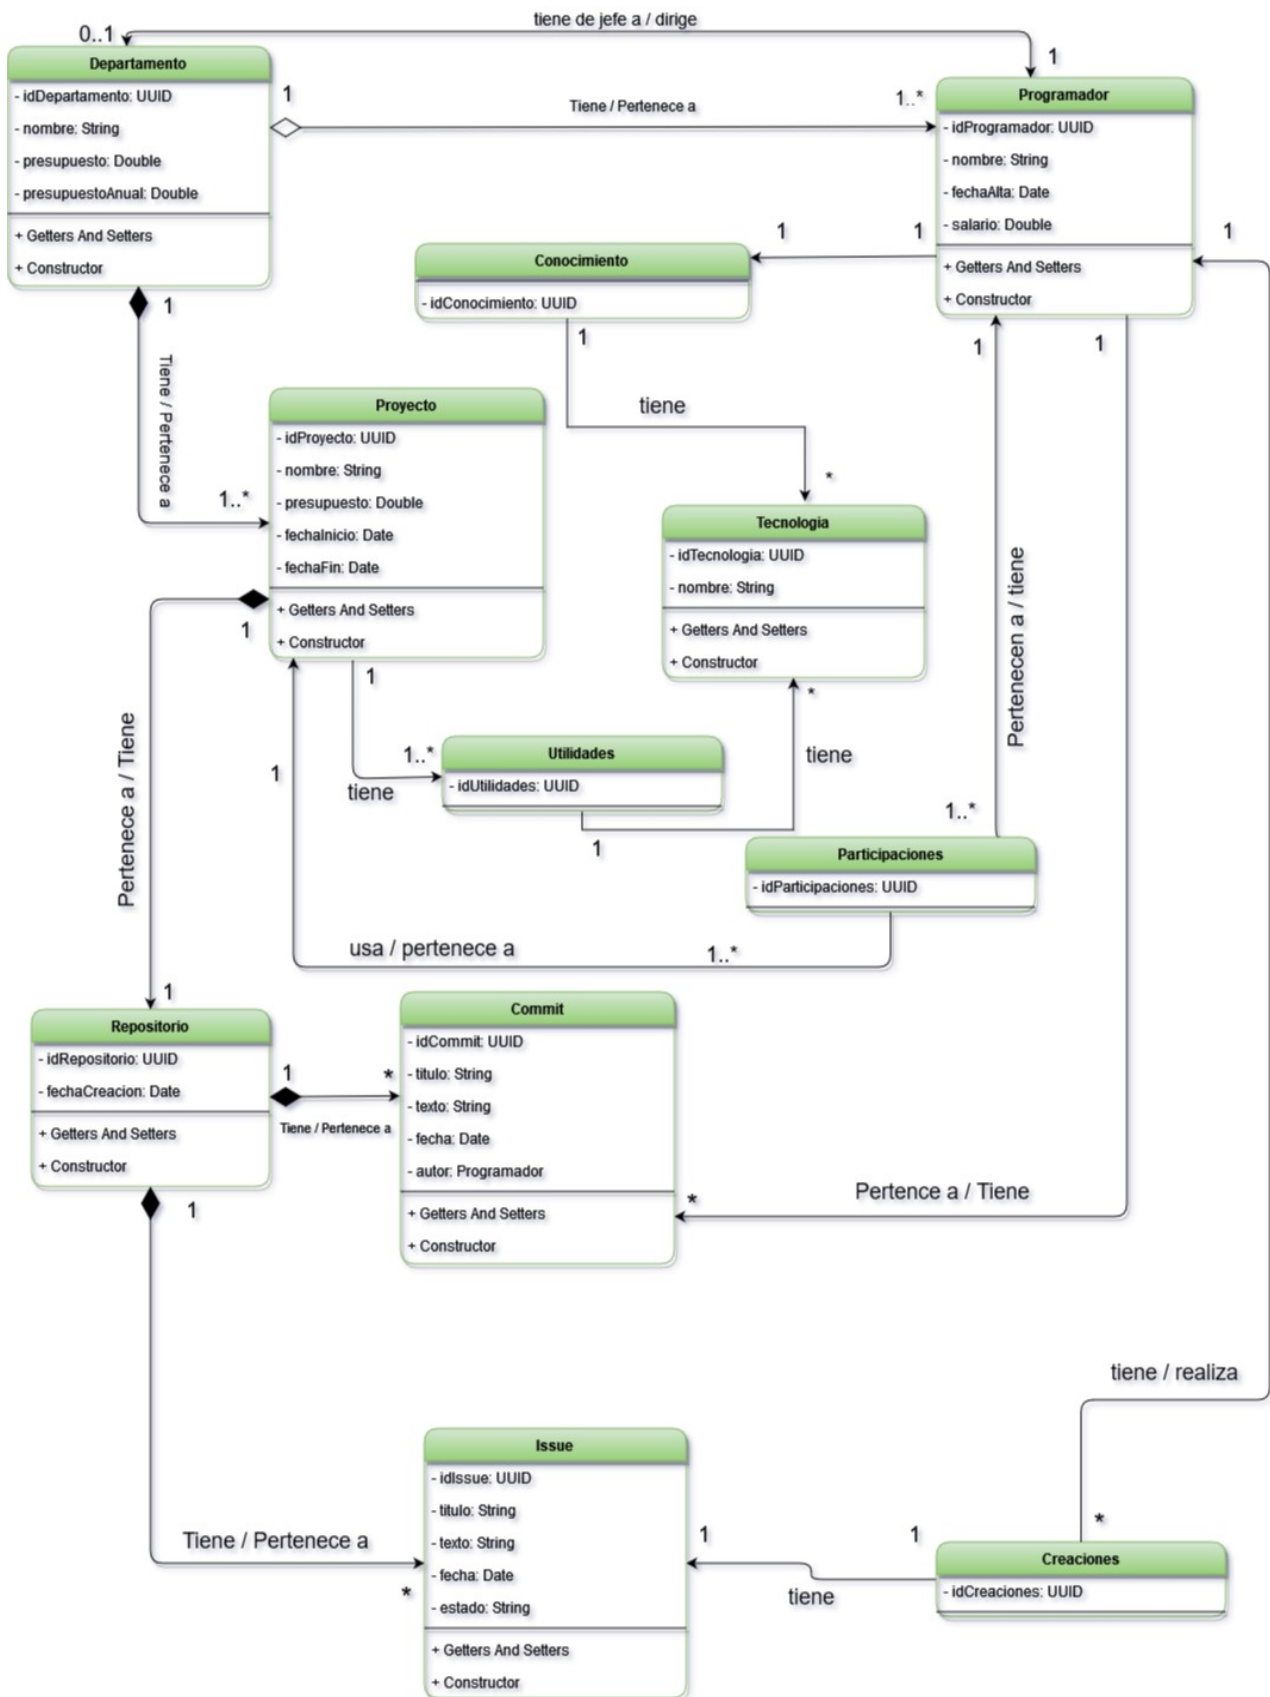 tiene de jefe a / dirige
0..1
1
Departamento
- idDepartamento: UUID
- nombre: String
- presupuesto: Double
- presupuestoAnual: Double
+ Getters And Setters
+ Constructor
1
Tiene / Pertenece a
1..*
Programador
- idProgramador: UUID
- nombre: String
- fechaAlta: Date
- salario: Double
+ Getters And Setters
+ Constructor
1
1
1
Conocimiento
- idConocimiento: UUID
1
1
Tiene / Pertenece a
1..*
tiene
*
1
1
Proyecto
- idProyecto: UUID
- nombre: String
- presupuesto: Double
- fechaInicio: Date
- fechaFin: Date
+ Getters And Setters
+ Constructor
Tecnologia
- idTecnologia: UUID
- nombre: String
+ Getters And Setters
+ Constructor
1
1
*
Pertenecen a / tiene
Pertenece a / Tiene
1
1..*
tiene
Utilidades
- idUtilidades: UUID
1
tiene
1..*
Participaciones
- idParticipaciones: UUID
usa / pertenece a
1..*
1
Repositorio
- idRepositorio: UUID
- fechaCreacion: Date
+ Getters And Setters
+ Constructor
1
*
Tiene / Pertenece a
Commit
- idCommit: UUID
- titulo: String
- texto: String
- fecha: Date
- autor: Programador
+ Getters And Setters
+ Constructor
Pertence a / Tiene
*
1
tiene / realiza
Tiene / Pertenece a
*
Issue
- idIssue: UUID
- titulo: String
- texto: String
- fecha: Date
- estado: String
+ Getters And Setters
+ Constructor
1
1
tiene
*
Creaciones
- idCreaciones: UUID